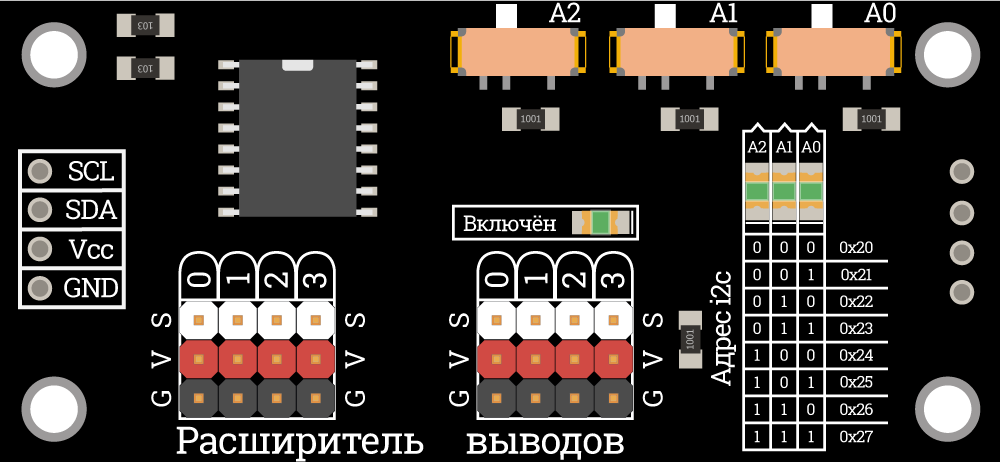 A2
A1
A0
103
103
1001
1001
1001
SCL
SDA
Vcc
GND
Включён
0 1 2 3
S S
V V
G G
0 1 2 3
S S
V V
G G
1001
Адрес i2c
A2 A1 A0
0 0 0 0x20
0 0 1 0x21
0 1 0 0x22
0 1 1 0x23
1 0 0 0x24
1 0 1 0x25
1 1 0 0x26
1 1 1 0x27
Расширитель выводов